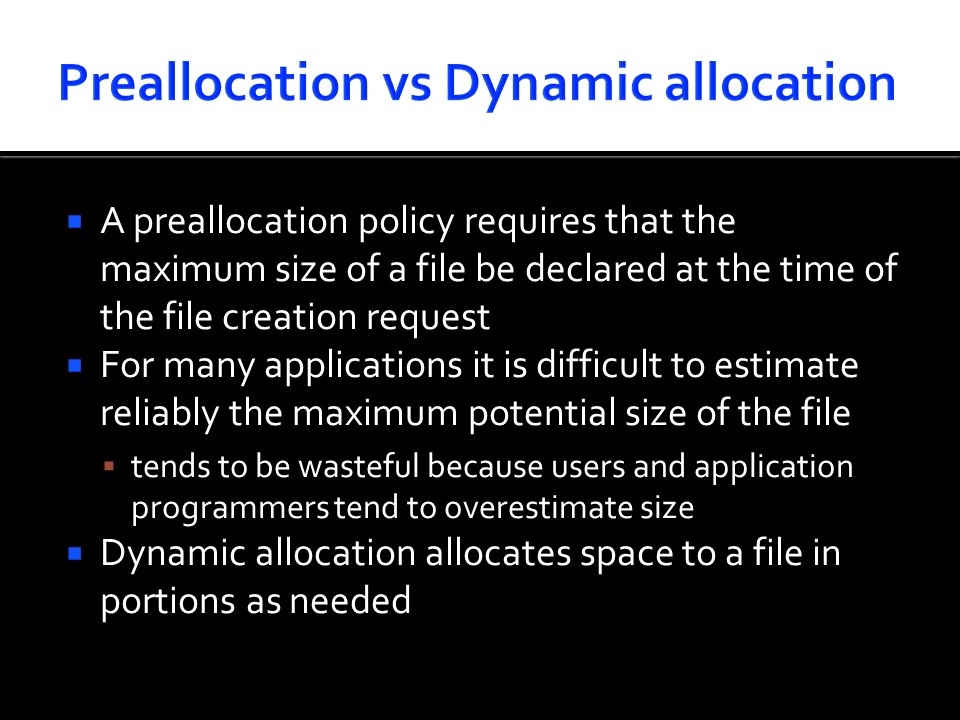 Preallocation vs Dynamic allocation
A preallocation policy requires that the
maximum size of a file be declared at the time of
the file creation request
For many applications it is difficult to estimate
reliably the maximum potential size of the file
tends to be wasteful because users and application
programmers tend to overestimate size
Dynamic allocation allocates space to a file in
portions as needed